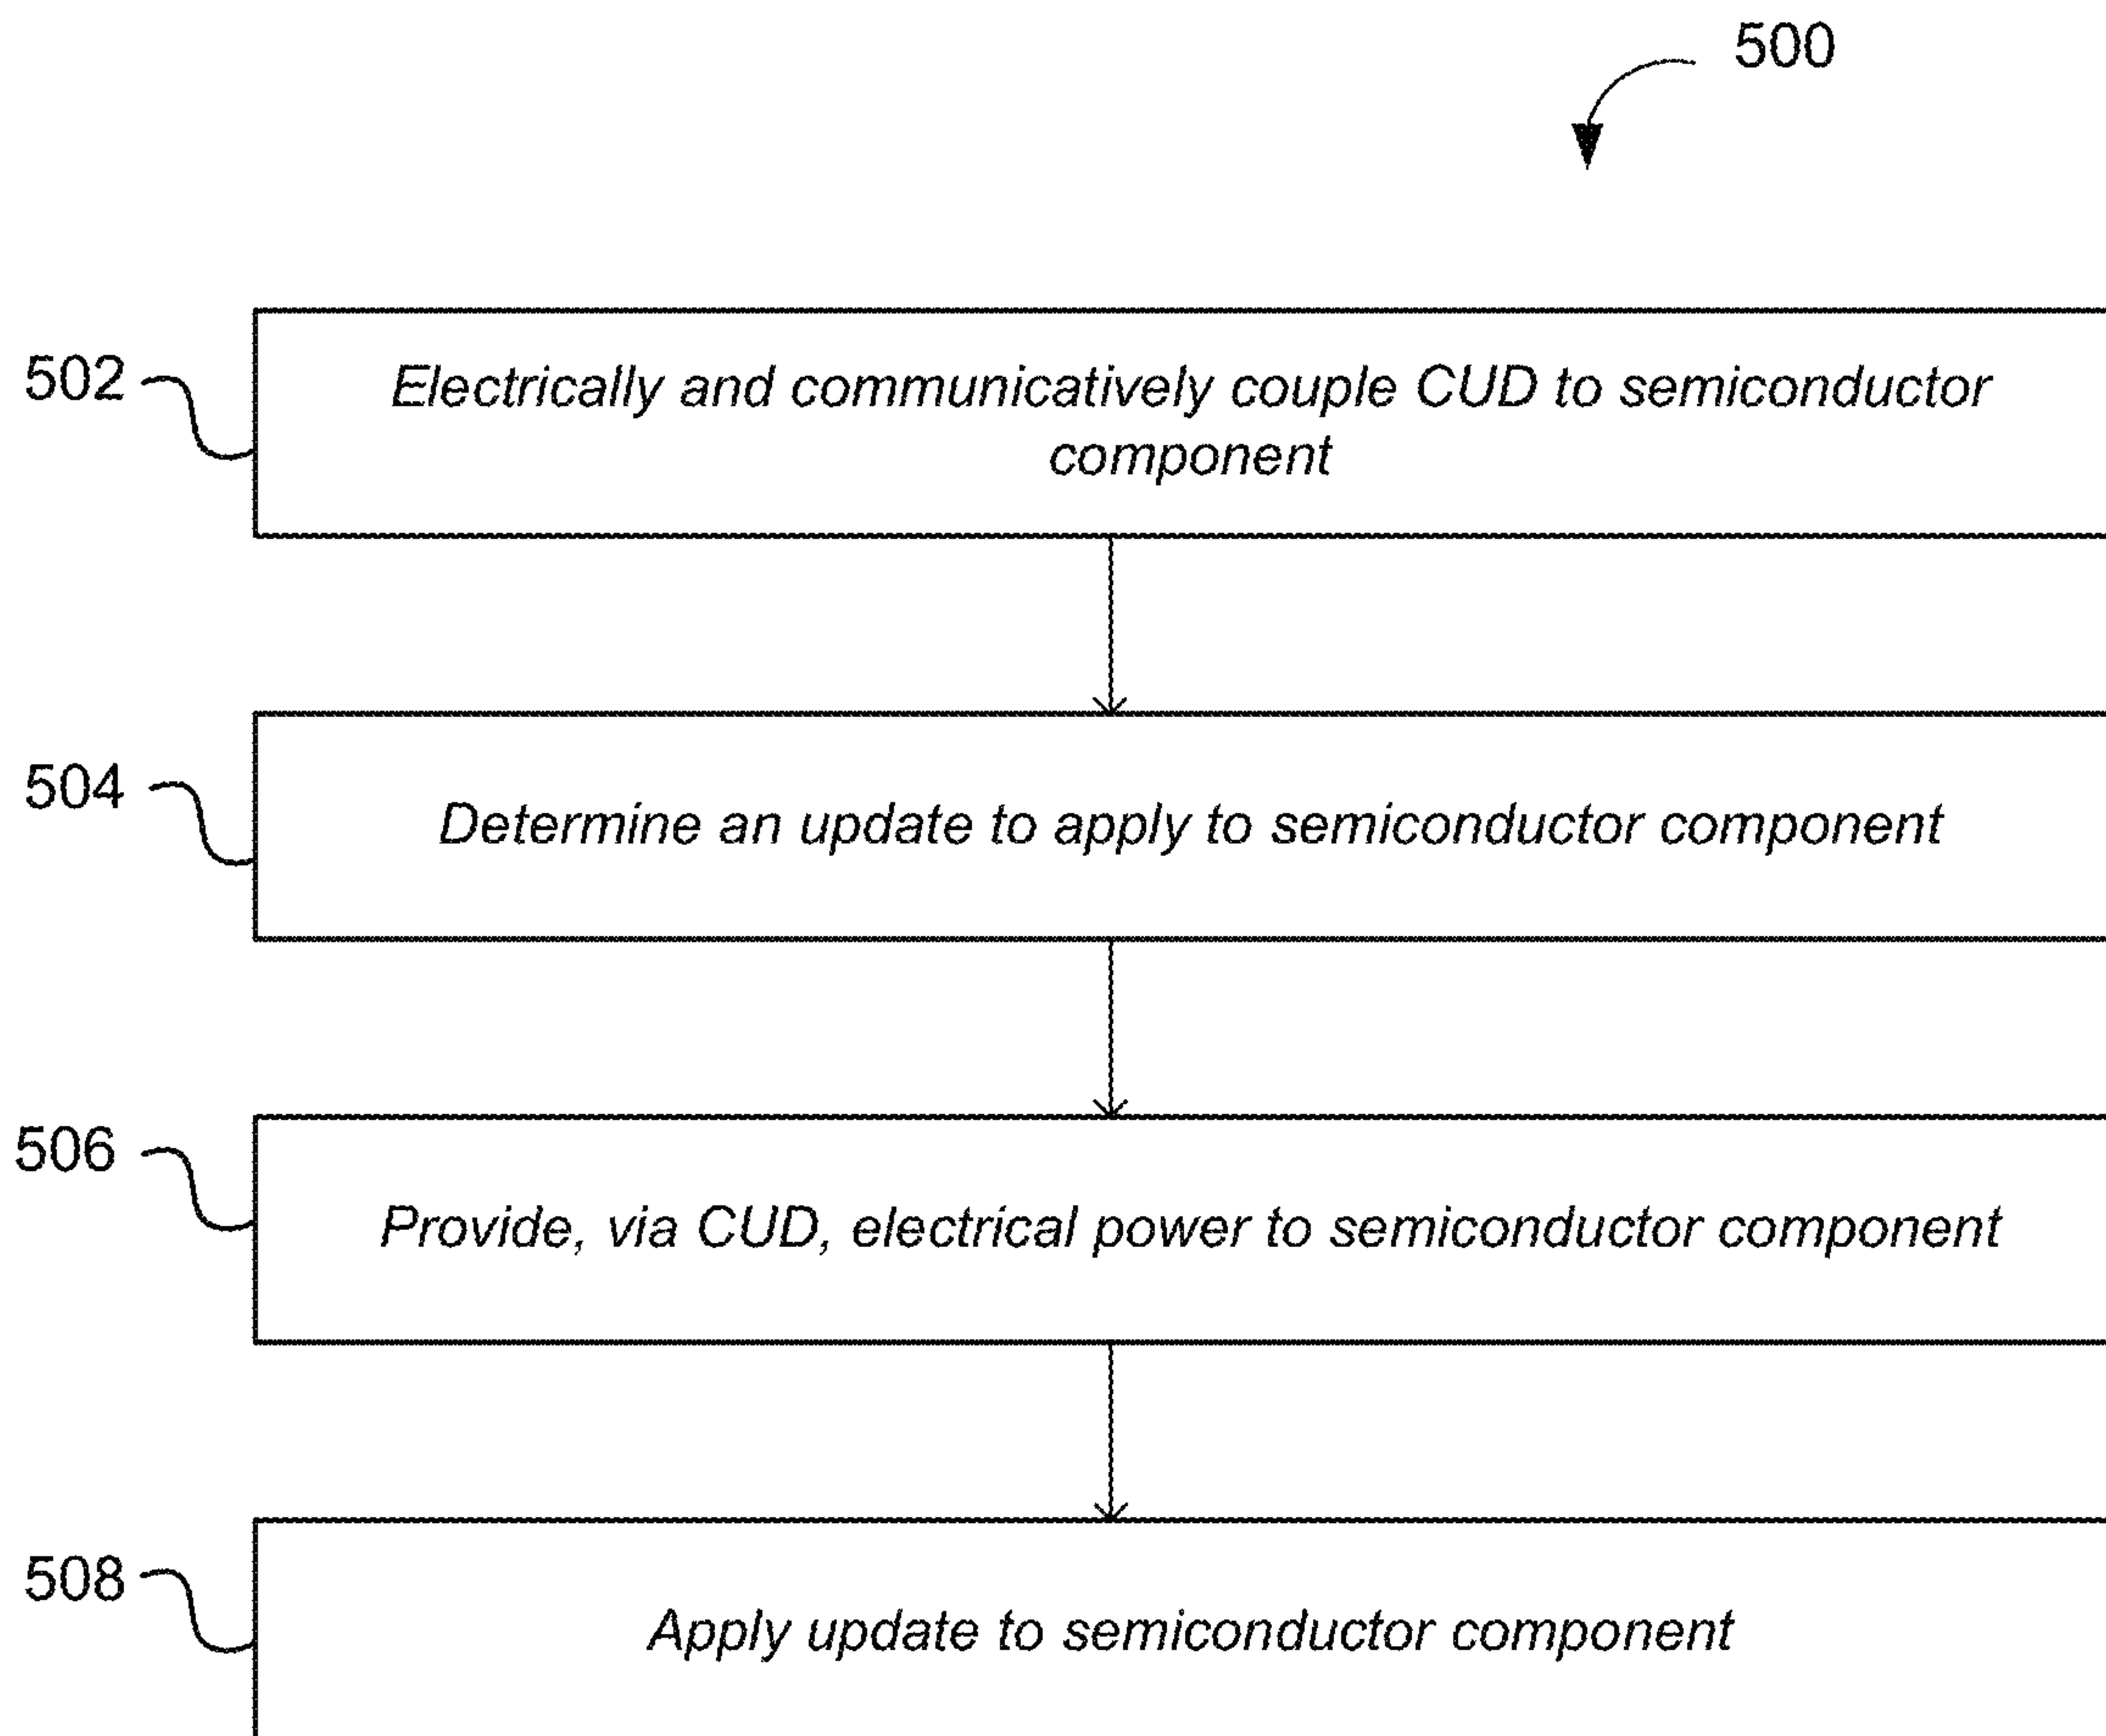 500
502
Electrically and communicatively couple CUD to semiconductor
component
504
Determine an update to apply to semiconductor component
506
Provide, via CUD, electrical power to semiconductor component
508
Apply update to semiconductor component